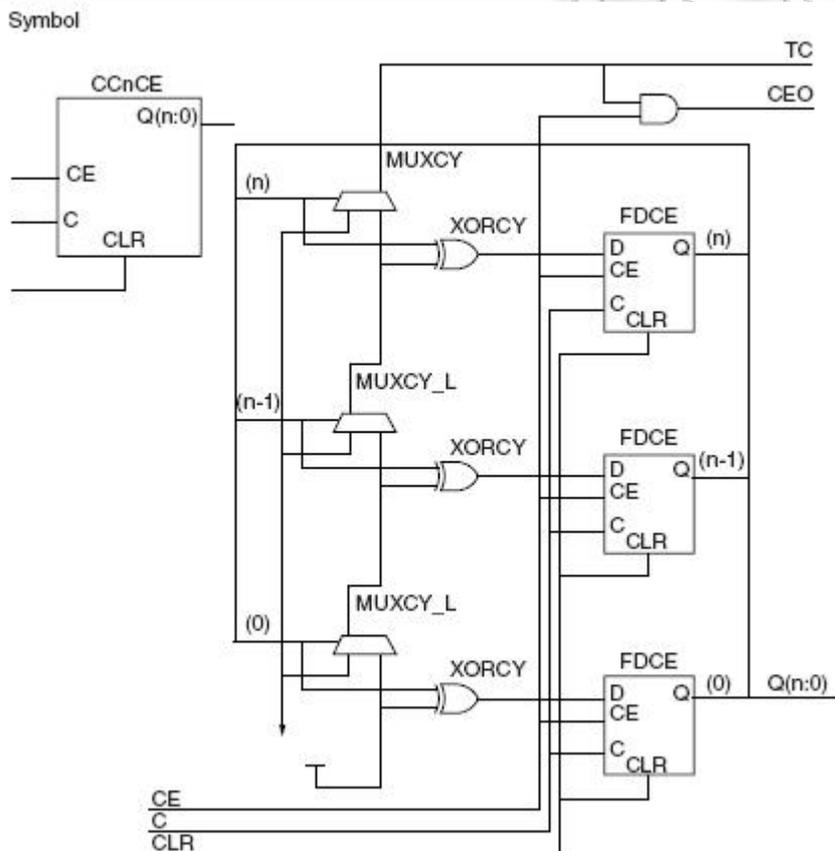 Symbol
CCnCE
Q(n:0)
CE
C
CLR
TC
CEO
MUXCY
(n)
XORCY
FDCE
D Q (n)
CE
C
CLR
MUXCY_L
(n-1)
XORCY
FDCE
D Q (n-1)
CE
C
CLR
MUXCY_L
(0)
XORCY
FDCE
D Q (0) Q(n:0)
CE
C
CLR
CE
C
CLR